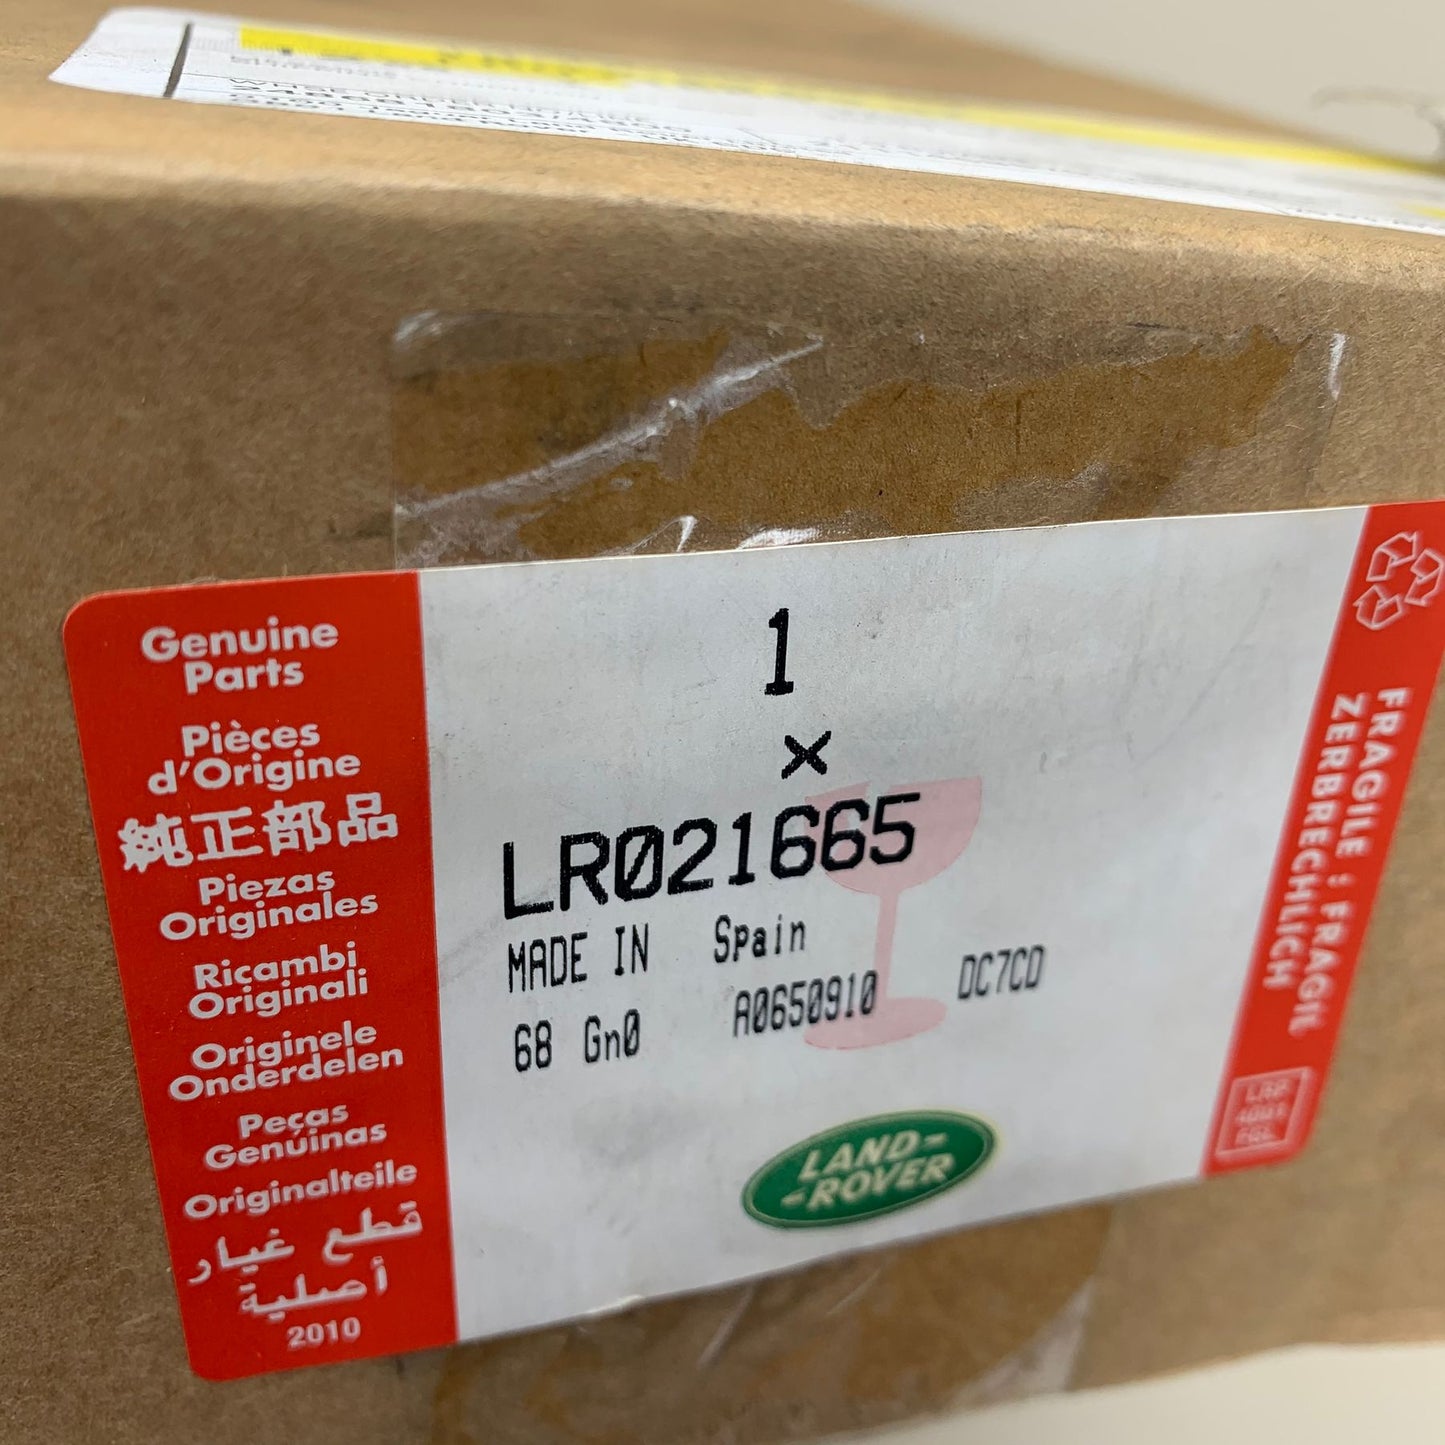 Genuine
Parts
Pièces
d'Origine
純正部品
Piezas
Originales
Ricambi
Originali
Originele
Onderdelen
Peças
Genuínas
Originalteile
قطع غيار
أصلية
2010
1
x
LR021665
MADE IN Spain
68 Gn0 A0650910 DC7CD
LAND-
-ROVER
FRAGILE : FRAGIL
ZERBRECHLICH